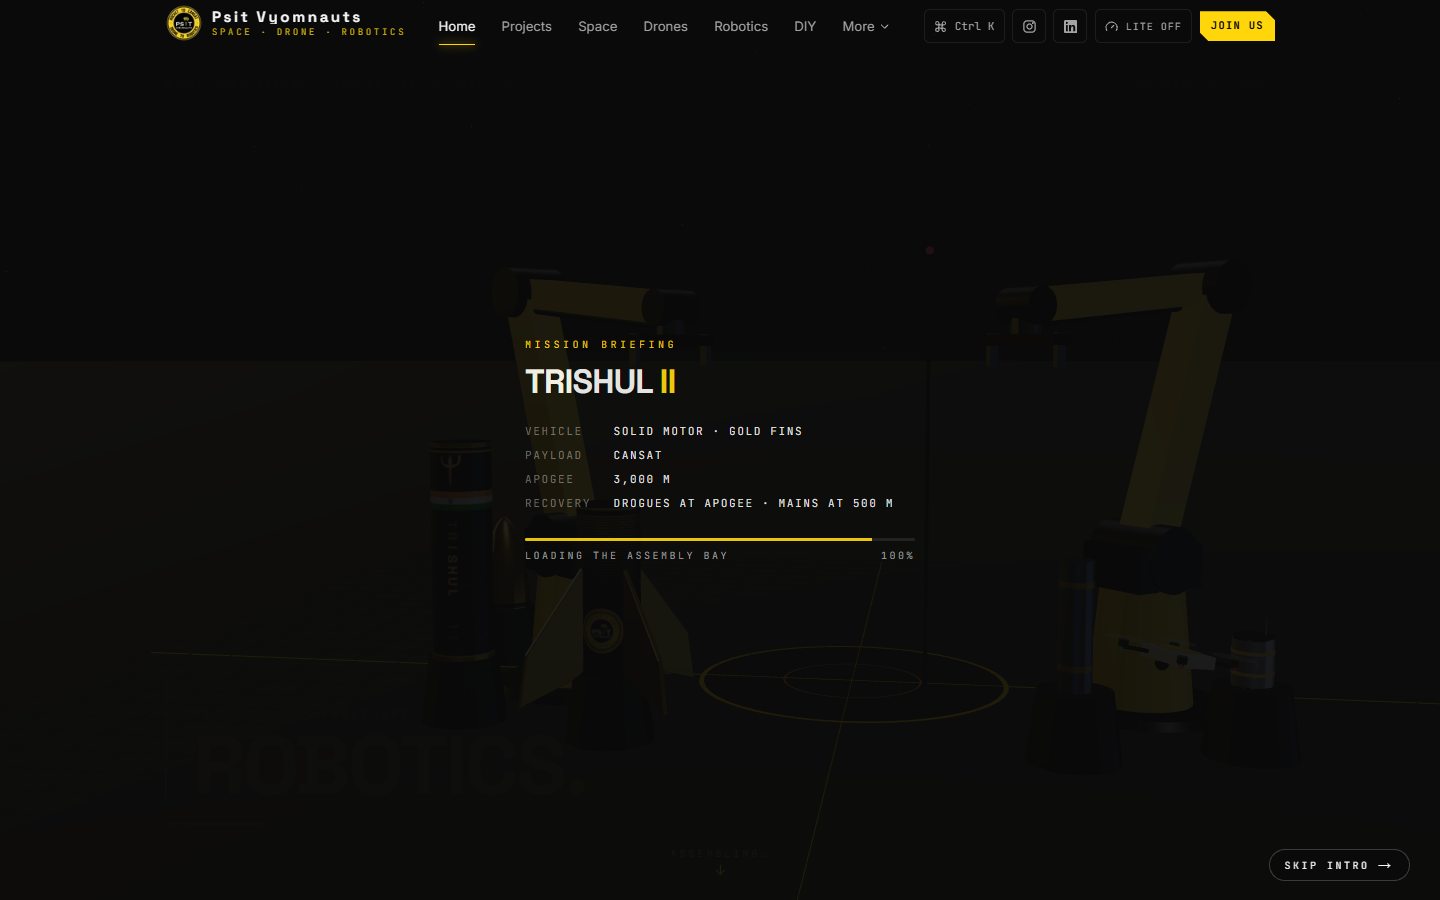 Psit Vyomnauts
SPACE · DRONE · ROBOTICS
Home
Projects
Space
Drones
Robotics
DIY
More
⌘ Ctrl K
LITE OFF
JOIN US
MISSION BRIEFING
TRISHUL II
VEHICLE SOLID MOTOR · GOLD FINS
PAYLOAD CANSAT
APOGEE 3,000 M
RECOVERY DROGUES AT APOGEE · MAINS AT 500 M
LOADING THE ASSEMBLY BAY 100%
TRISHUL
ROBOTICS.
SKIP INTRO →